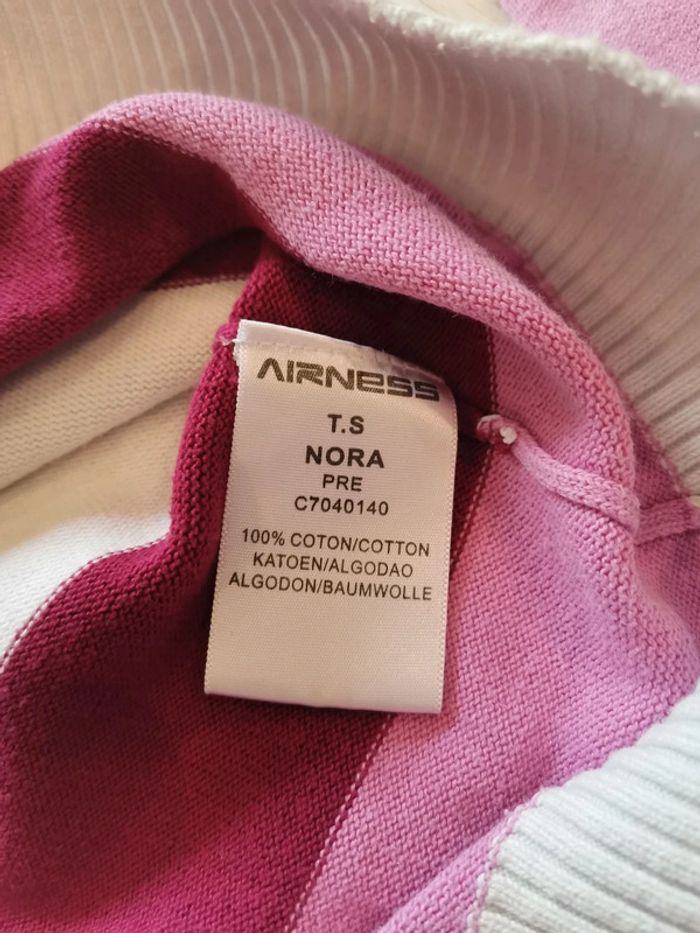 AIRNESS
T.S
NORA
PRE
C7040140
100% COTON/COTTON
KATOEN/ALGODAO
ALGODON/BAUMWOLLE